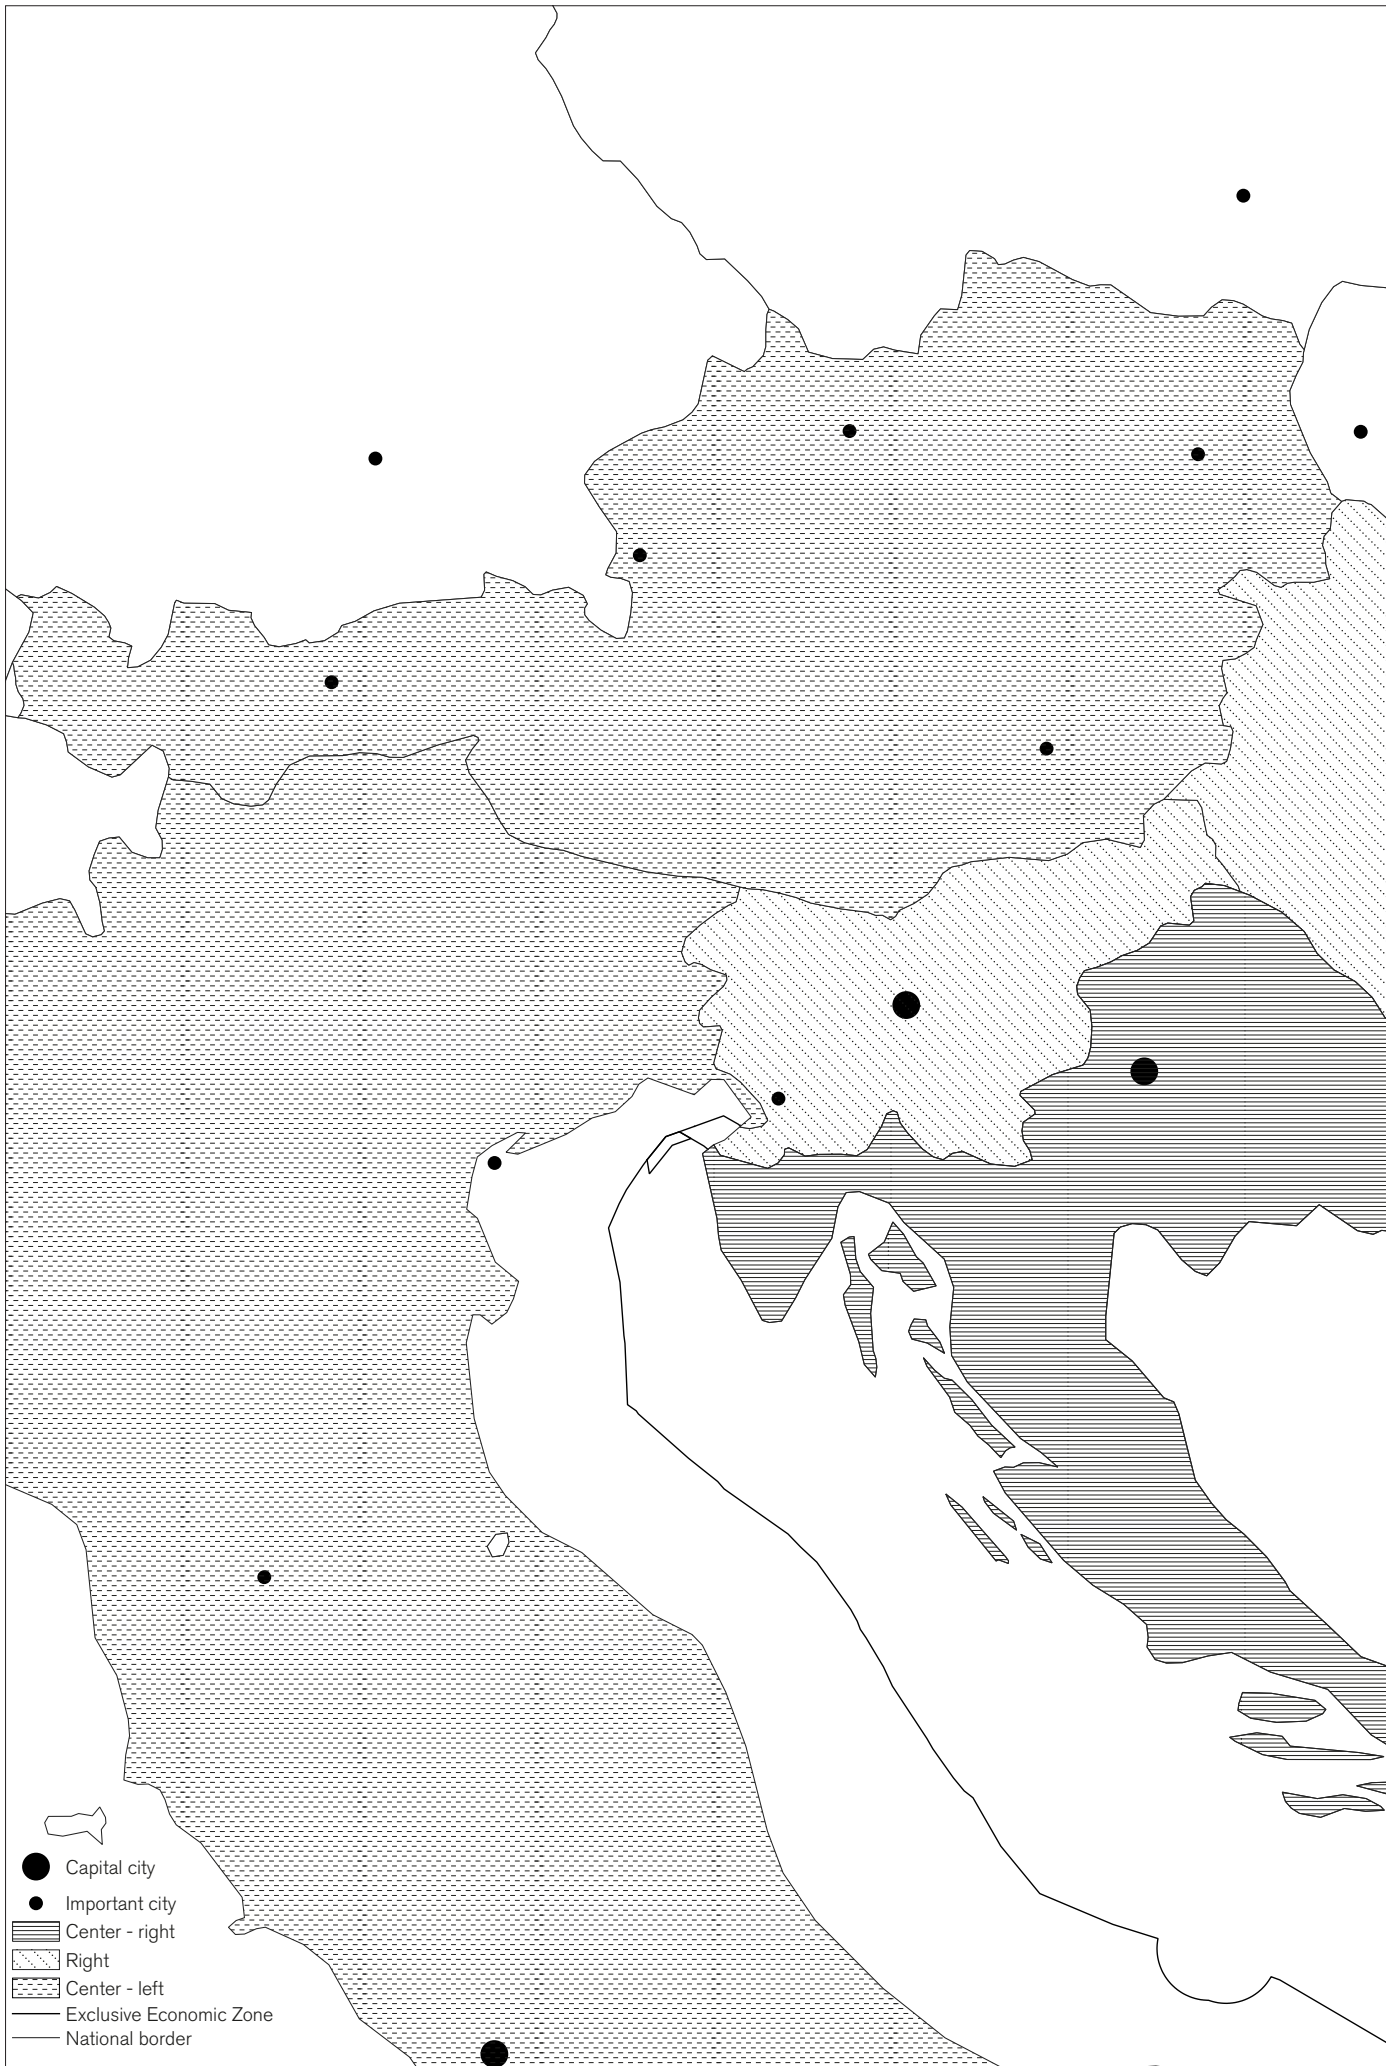 Capital city
Important city
Center - right
Right
Center - left
Exclusive Economic Zone
National border